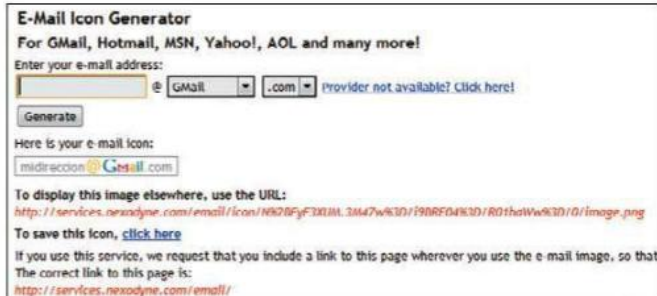 E-Mail Icon Generator
For GMail, Hotmail, MSN, Yahoo!, AOL and many more!
Enter your e-mail address:
@ GMail .com Provider not available? Click here!
Generate
Here is your e-mail icon:
midireccion@Gmail.com
To display this image elsewhere, use the URL:
To save this icon, click here
If you use this service, we request that you include a link to this page wherever you use the e-mail image, so that
The correct link to this page is:
http://services.nexodyne.com/email/